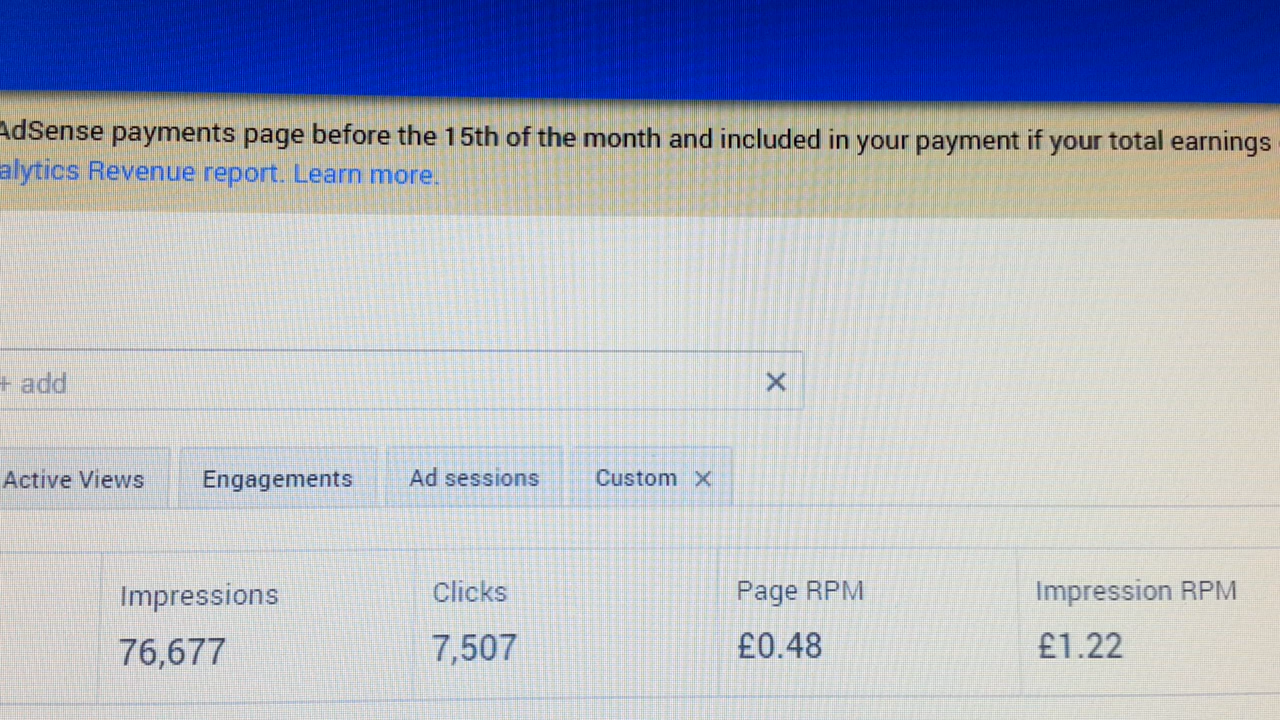 AdSense payments page before the 15th of the month and included in your payment if your total earnings
alytics Revenue report. Learn more.
+ add ×
Active Views Engagements Ad sessions Custom ×
Impressions Clicks Page RPM Impression RPM
76,677 7,507 £0.48 £1.22